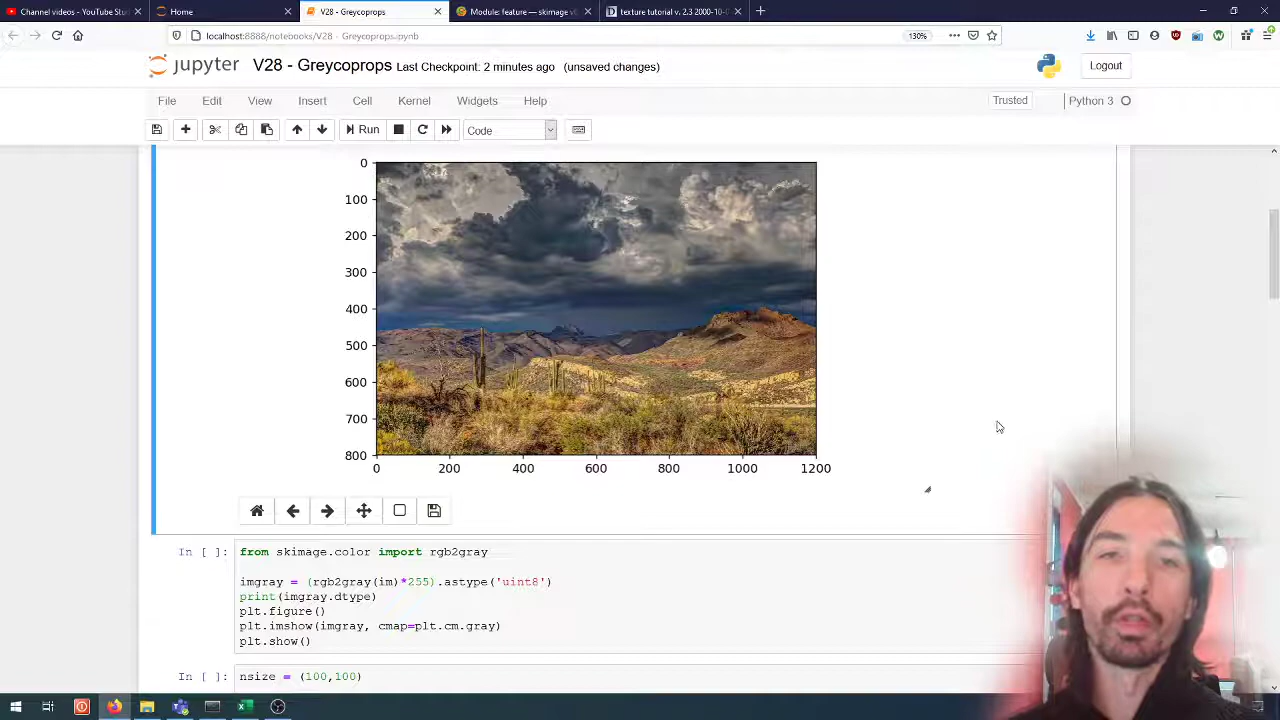 Channel videos - YouTube Stud
Home
V28 - Greycoprops
Module: feature — skimage v0
texture tutorial v. 2.3 2000-10-0
localhost:8888/notebooks/V28 - Greycoprops.ipynb
130%
jupyter V28 - Greycoprops Last Checkpoint: 2 minutes ago (unsaved changes)
Logout
File Edit View Insert Cell Kernel Widgets Help
Trusted
Python 3
Run
Code
0
100
200
300
400
500
600
700
800
0 200 400 600 800 1000 1200
In [ ]: from skimage.color import rgb2gray
imgray = (rgb2gray(im)*255).astype('uint8')
print(imgray.dtype)
plt.figure()
plt.imshow(imgray, cmap=plt.cm.gray)
plt.show()
In [ ]: nsize = (100,100)